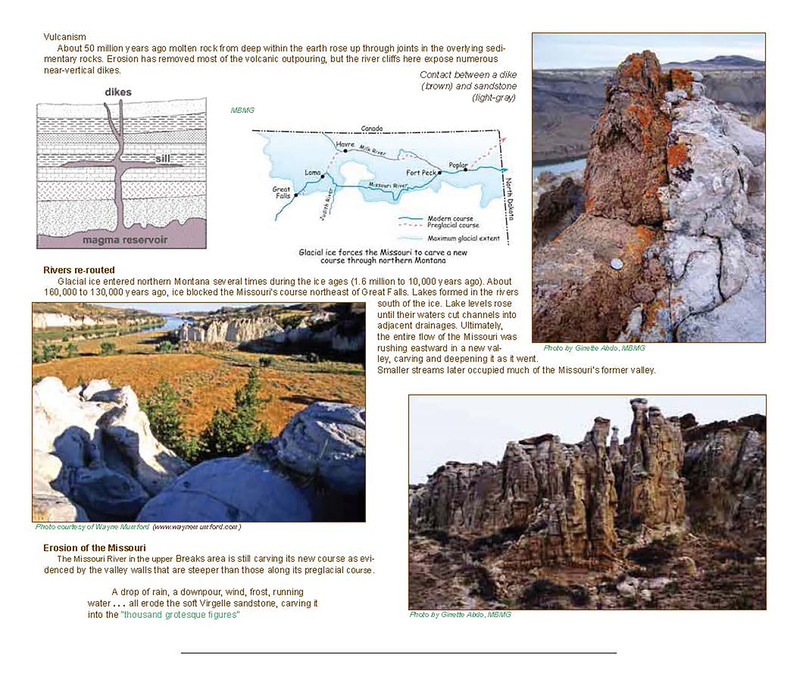 Vulcanism
About 50 million years ago molten rock from deep within the earth rose up through joints in the overlying sedi-
mentary rocks. Erosion has removed most of the volcanic outpouring, but the river cliffs here expose numerous
near-vertical dikes.
Contact between a dike
(brown) and sandstone
(light-gray)
dikes
sill
magma reservoir
MBMG
Canada
Havre
Milk River
Loma
Fort Peck
Poplar
Great
Falls
Judith River
Missouri River
North Dakota
Modern course
Preglacial course
Maximum glacial extent
Glacial ice forces the Missouri to carve a new
course through northern Montana
Photo by Ginette Abdo, MBMG
Rivers re-routed
Glacial ice entered northern Montana several times during the ice ages (1.6 million to 10,000 years ago). About
160,000 to 130,000 years ago, ice blocked the Missouri's course northeast of Great Falls. Lakes formed in the rivers
south of the ice. Lake levels rose
until their waters cut channels into
adjacent drainages. Ultimately,
the entire flow of the Missouri was
rushing eastward in a new val-
ley, carving and deepening it as it went.
Smaller streams later occupied much of the Missouri's former valley.
Photo courtesy of Wayne Mumford (www.waynemumford.com)
Erosion of the Missouri
The Missouri River in the upper Breaks area is still carving its new course as evi-
denced by the valley walls that are steeper than those along its preglacial course.
A drop of rain, a downpour, wind, frost, running
water . . . all erode the soft Virgelle sandstone, carving it
into the "thousand grotesque figures"
Photo by Ginette Abdo, MBMG